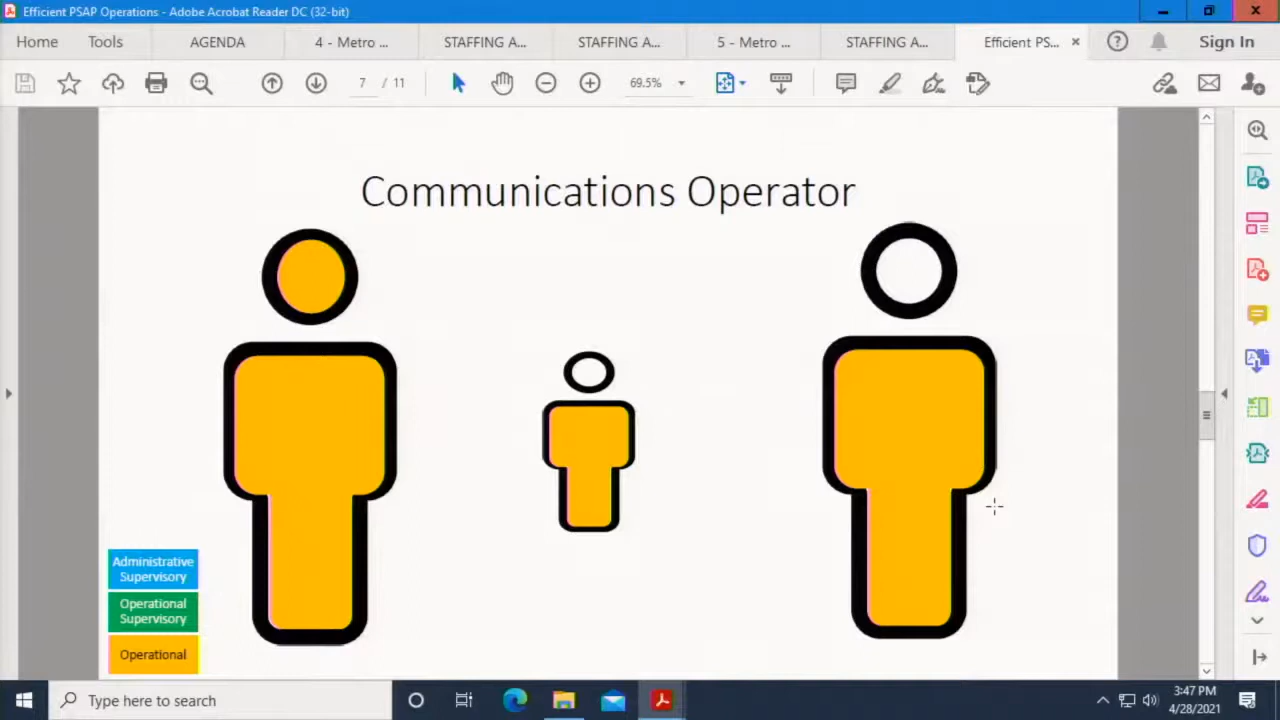 Efficient PSAP Operations - Adobe Acrobat Reader DC (32-bit)
Home Tools AGENDA 4 - Metro ... STAFFING A... STAFFING A... 5 - Metro ... STAFFING A... Efficient PS... Sign In
7 / 11 69.5%
Communications Operator
Administrative
Supervisory
Operational
Supervisory
Operational
Type here to search
3:47 PM
4/28/2021